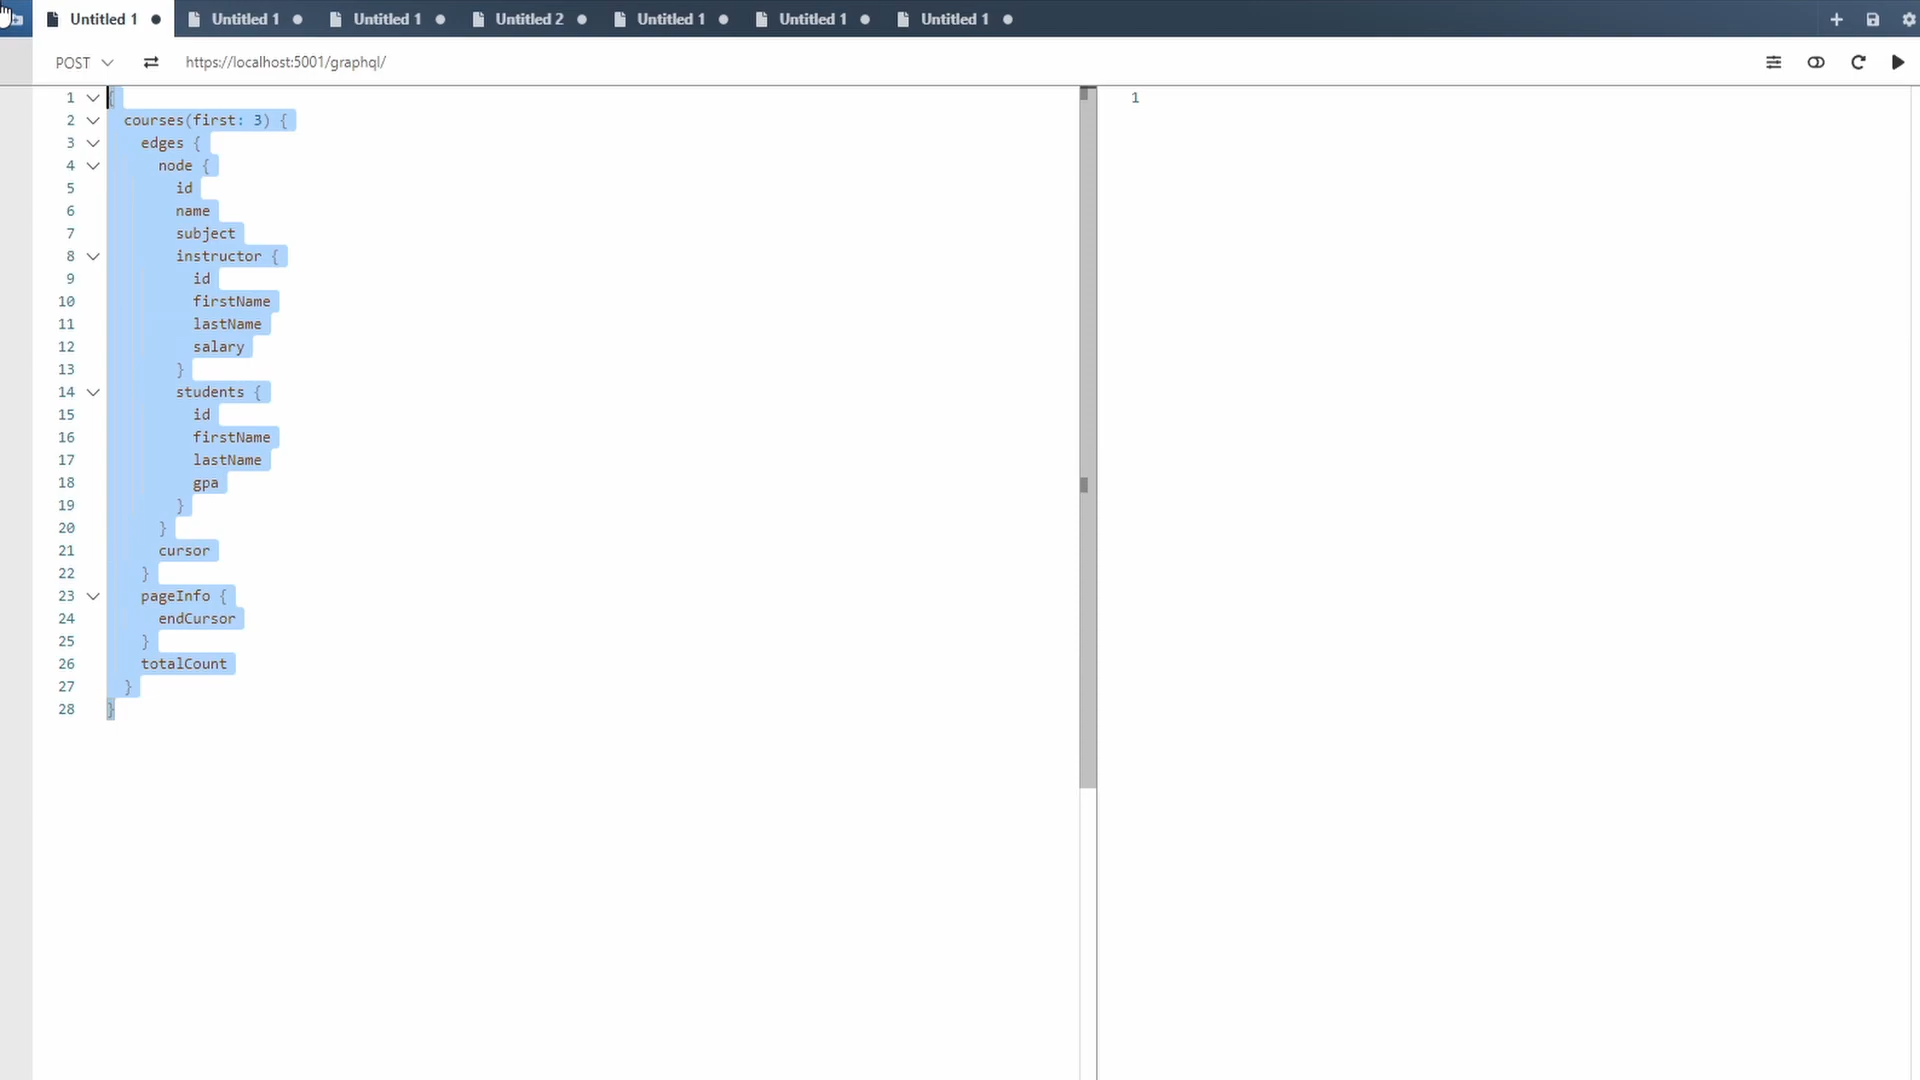 Untitled 1 Untitled 1 Untitled 1 Untitled 2 Untitled 1 Untitled 1 Untitled 1
POST https://localhost:5001/graphql/
1 {
2 courses(first: 3) {
3 edges {
4 node {
5 id
6 name
7 subject
8 instructor {
9 id
10 firstName
11 lastName
12 salary
13 }
14 students {
15 id
16 firstName
17 lastName
18 gpa
19 }
20 }
21 cursor
22 }
23 pageInfo {
24 endCursor
25 }
26 totalCount
27 }
28 }
1